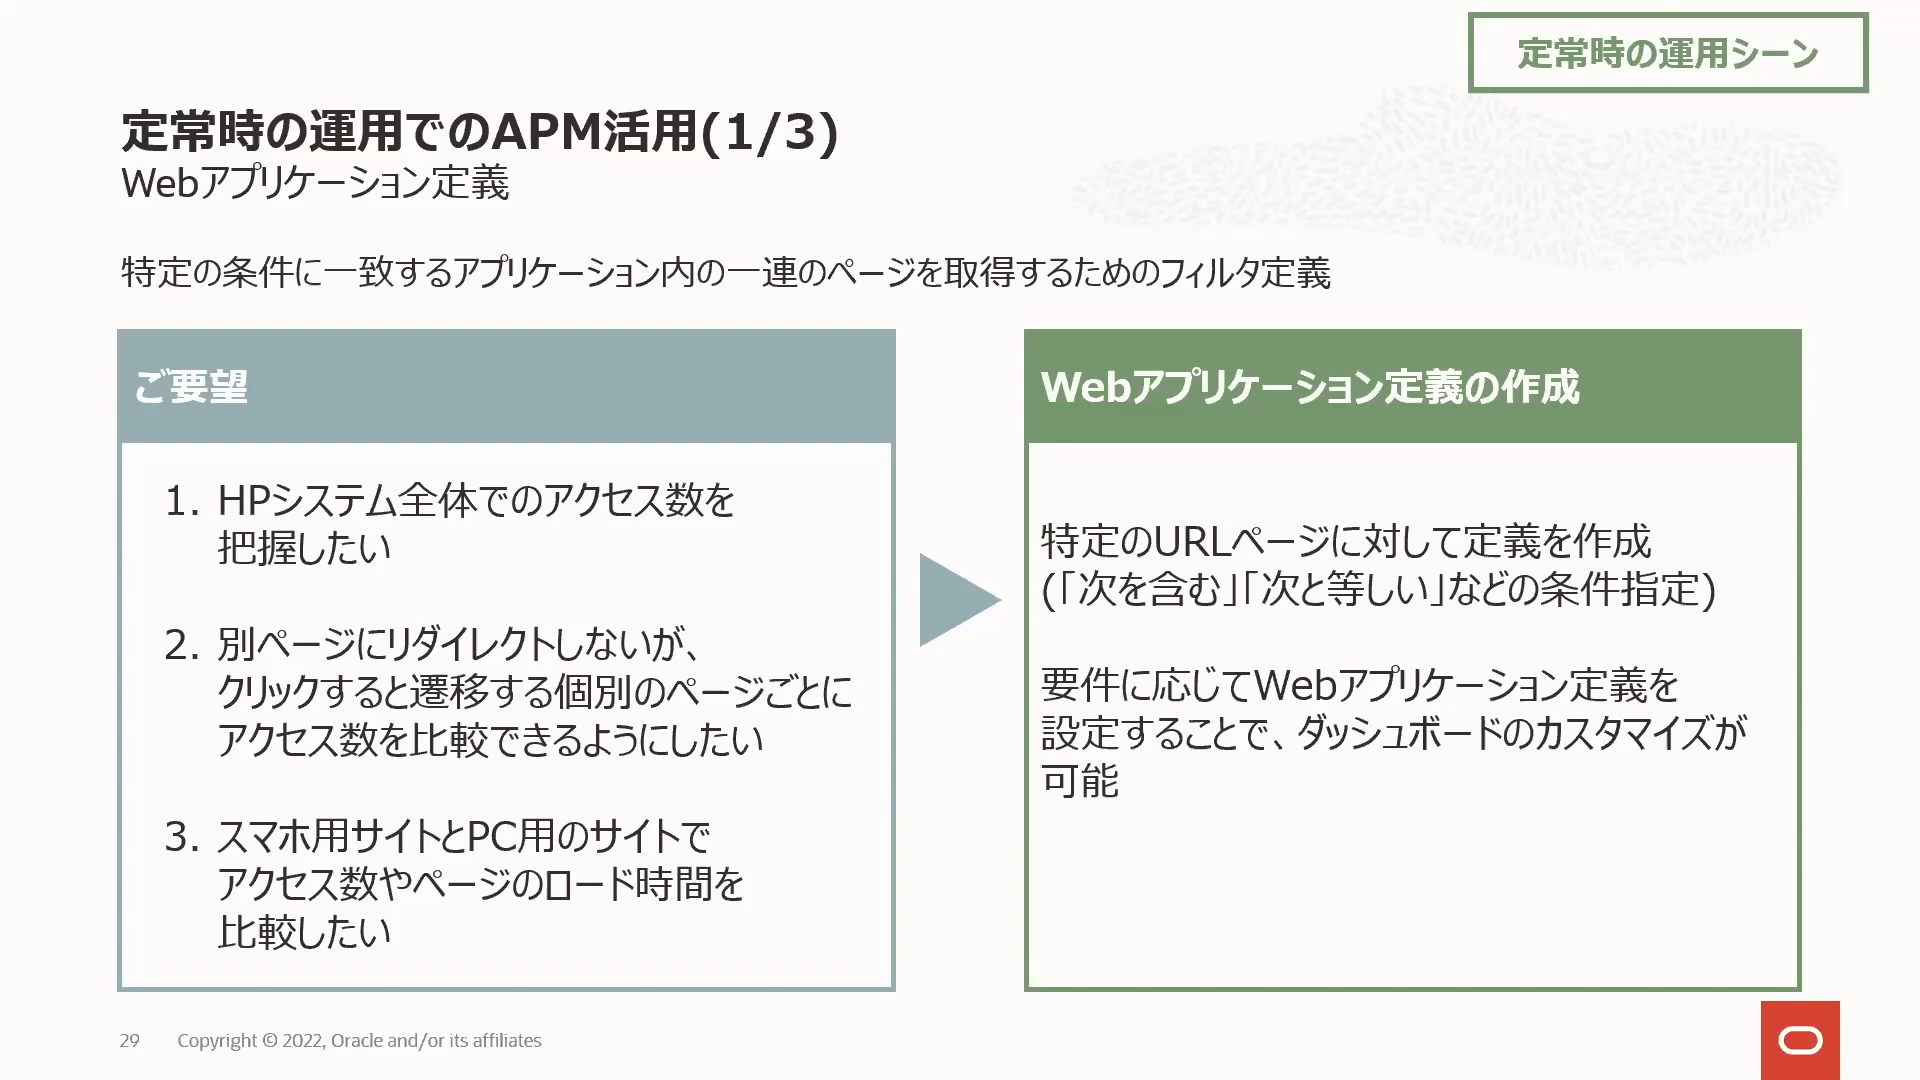 定常時の運用シーン
定常時の運用でのAPM活用(1/3)
Webアプリケーション定義
特定の条件に一致するアプリケーション内の一連のページを取得するためのフィルタ定義
ご要望
1. HPシステム全体でのアクセス数を
把握したい
2. 別ページにリダイレクトしないが、
クリックすると遷移する個別のページごとに
アクセス数を比較できるようにしたい
3. スマホ用サイトとPC用のサイトで
アクセス数やページのロード時間を
比較したい
Webアプリケーション定義の作成
特定のURLページに対して定義を作成
(「次を含む」「次と等しい」などの条件指定)
要件に応じてWebアプリケーション定義を
設定することで、ダッシュボードのカスタマイズが
可能
29 Copyright © 2022, Oracle and/or its affiliates